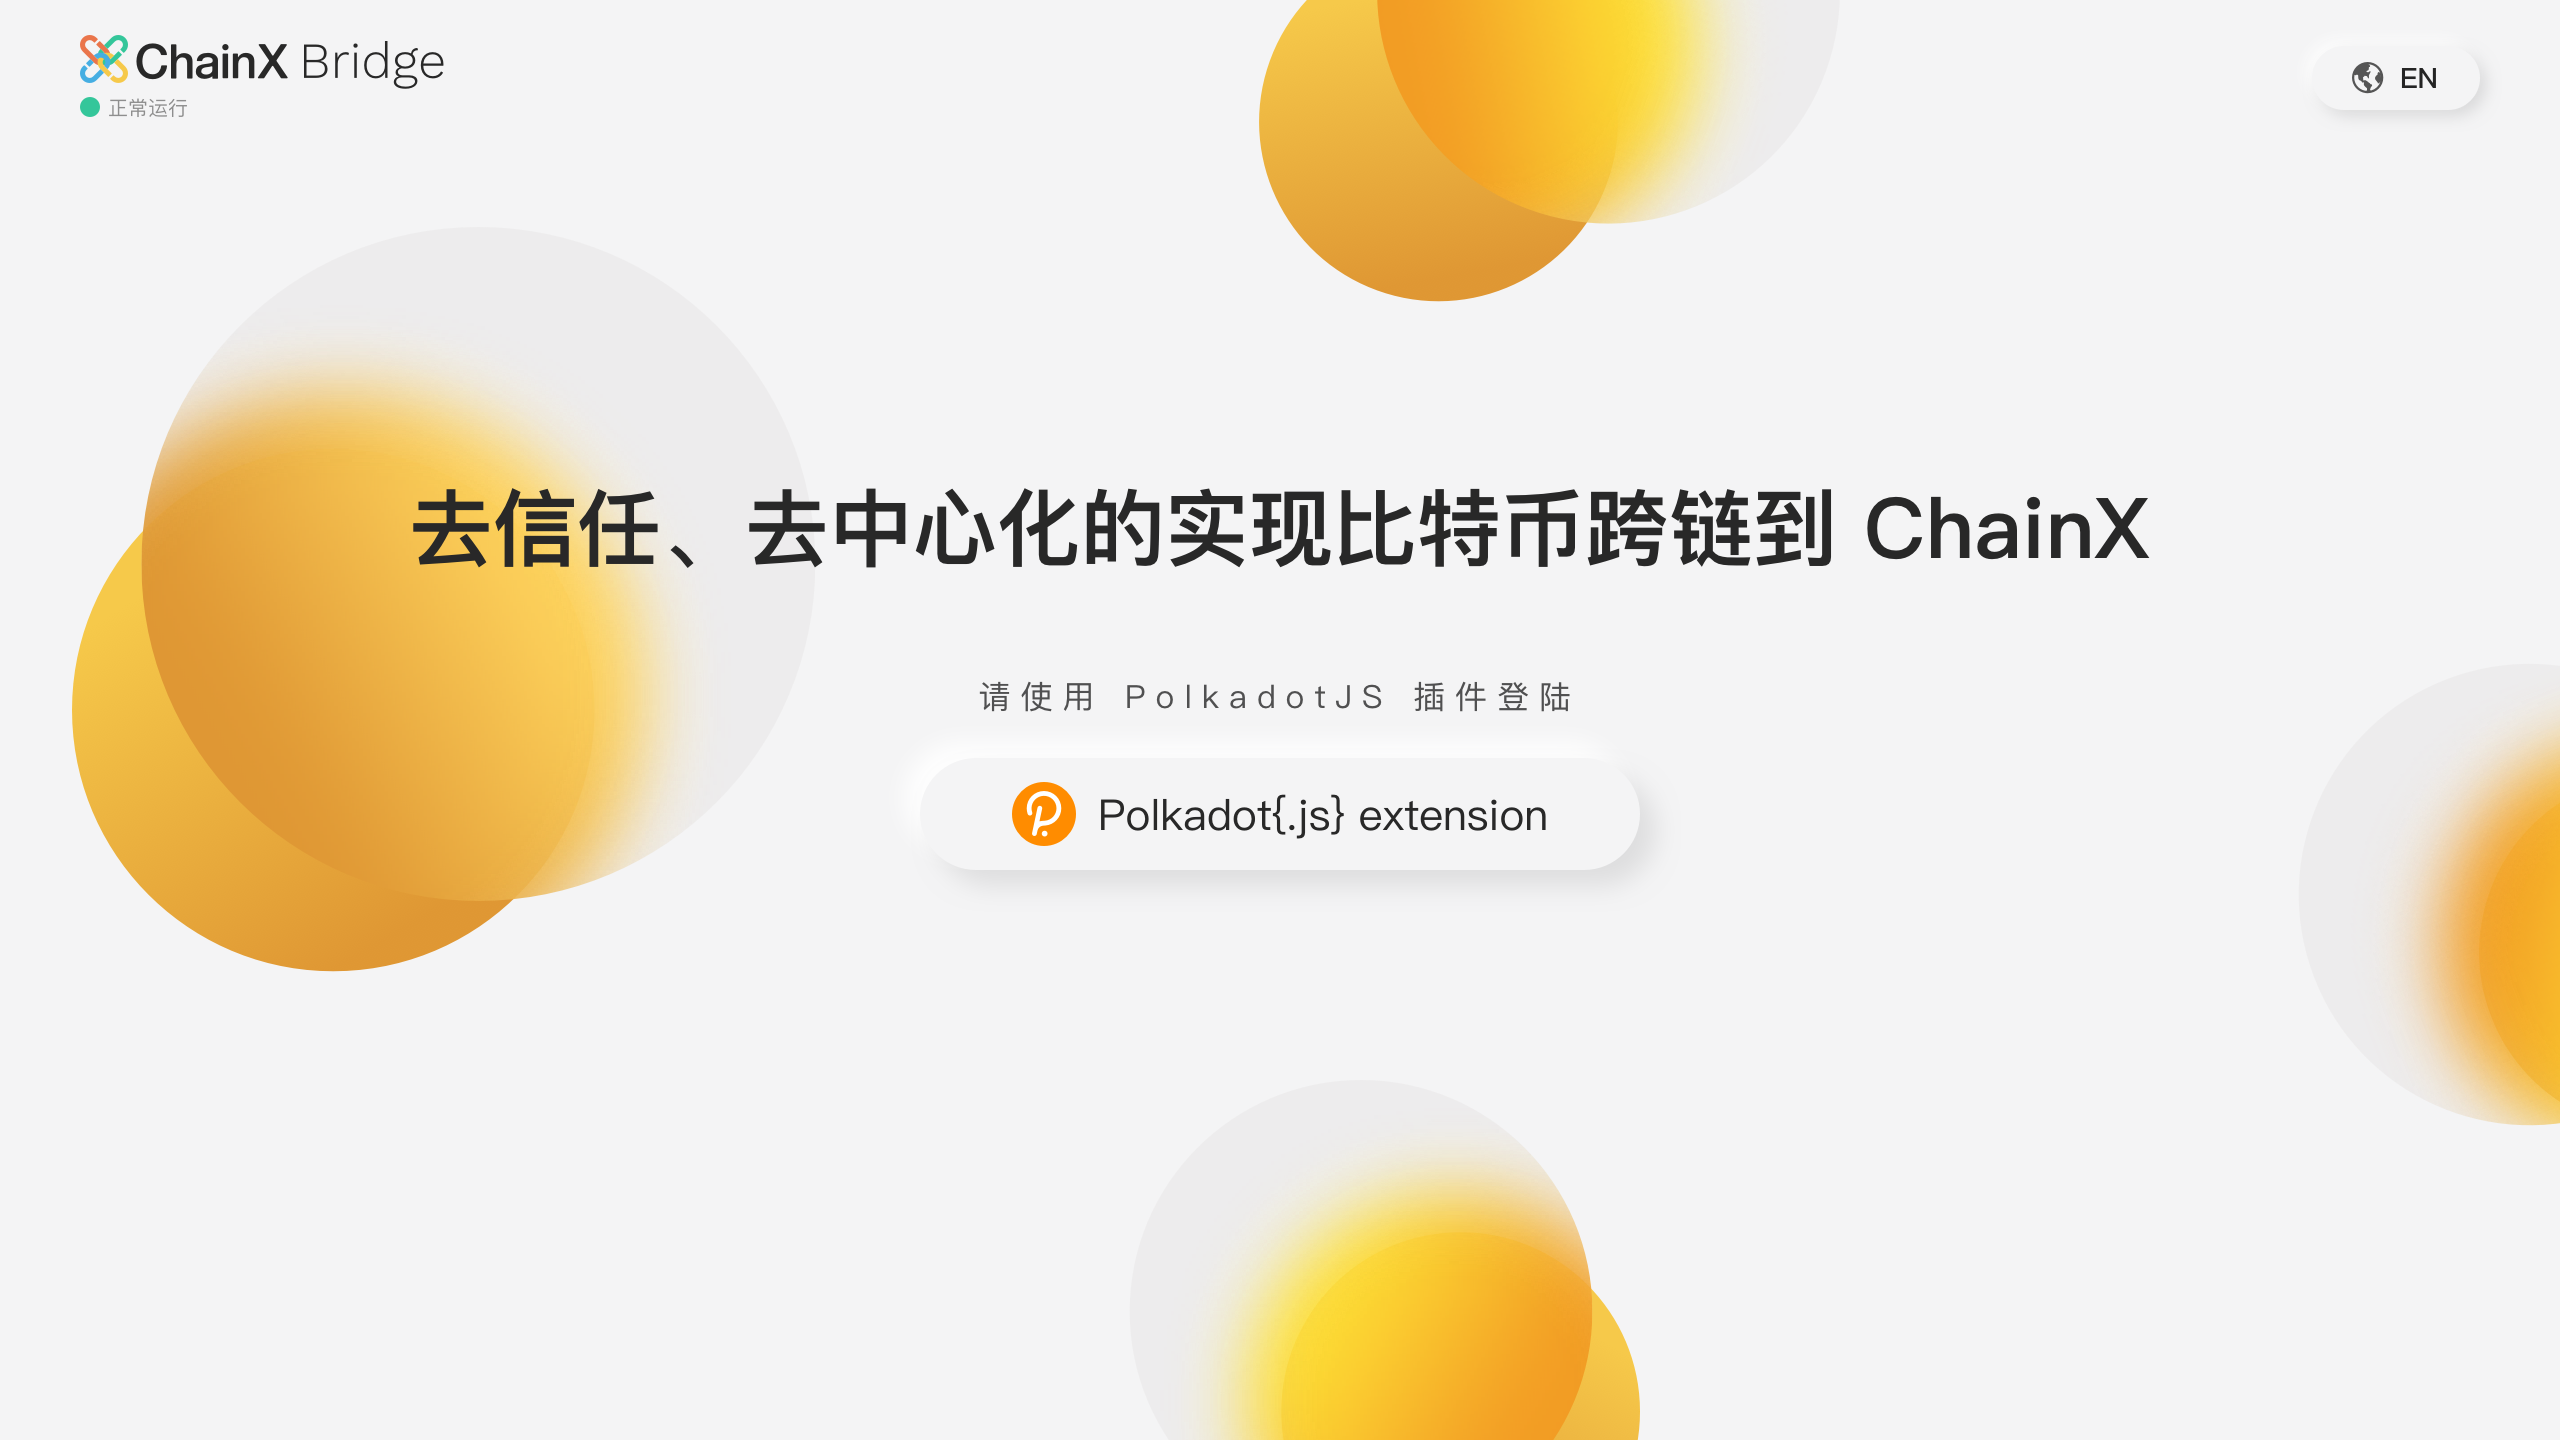 ChainX Bridge
正常运行
EN
去信任、去中心化的实现比特币跨链到 ChainX
请使用 PolkadotJS 插件登陆
Polkadot{.js} extension